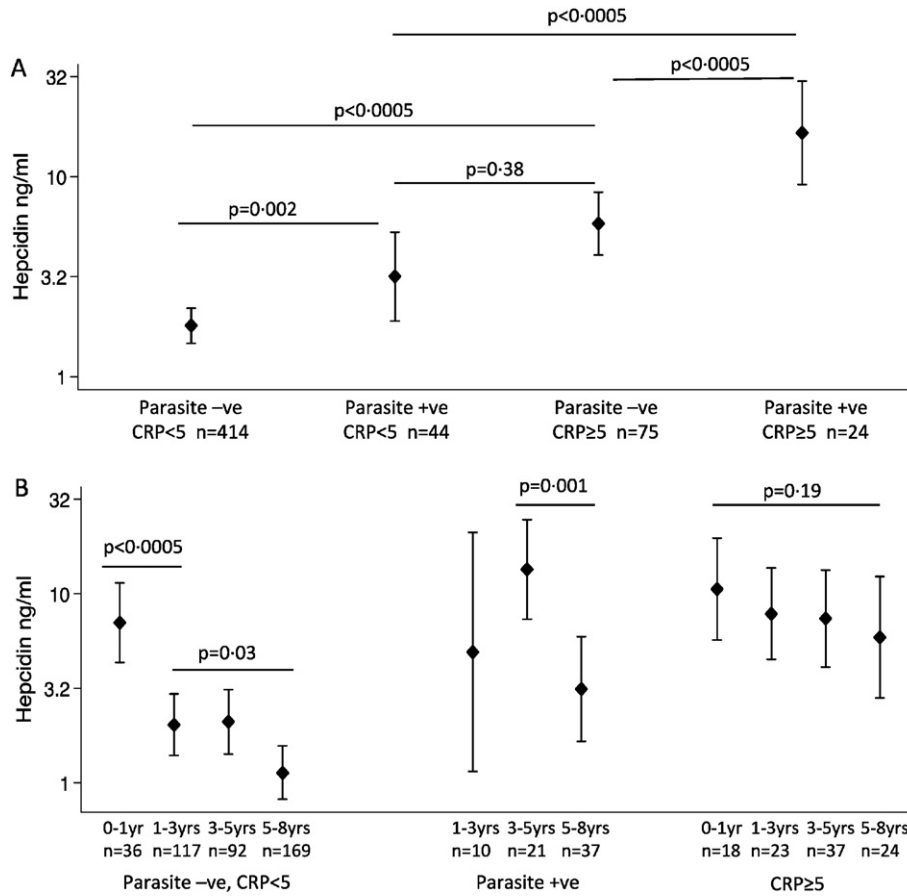 p<0·0005
A
32
p<0·0005
p<0·0005
10
p=0·38
p=0·002
3.2
1
Hepcidin ng/ml
Parasite –ve
CRP<5 n=414
Parasite +ve
CRP<5 n=44
Parasite –ve
CRP≥5 n=75
Parasite +ve
CRP≥5 n=24
B
32
p=0·001
p=0·19
p<0·0005
10
p=0·03
3.2
1
Hepcidin ng/ml
0-1yr 1-3yrs 3-5yrs 5-8yrs
n=36 n=117 n=92 n=169
Parasite –ve, CRP<5
1-3yrs 3-5yrs 5-8yrs
n=10 n=21 n=37
Parasite +ve
0-1yr 1-3yrs 3-5yrs 5-8yrs
n=18 n=23 n=37 n=24
CRP≥5